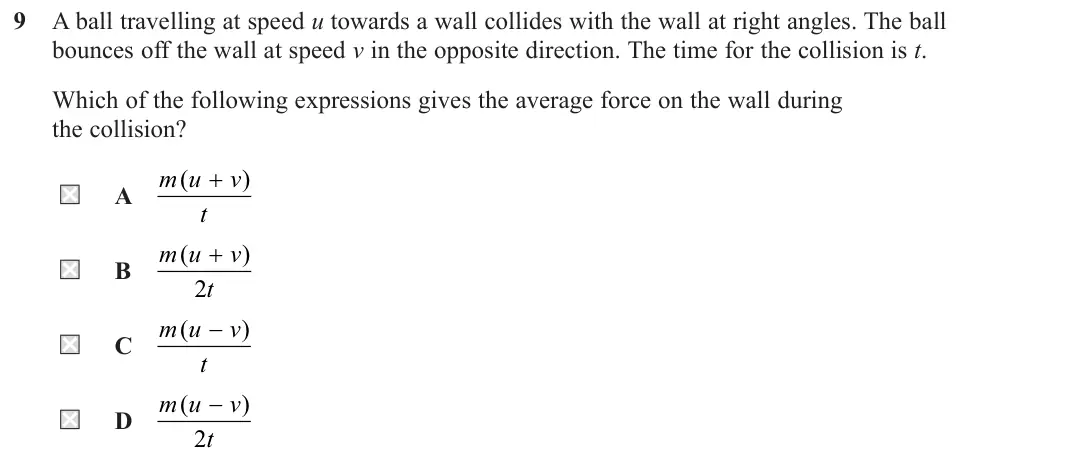 9 A ball travelling at speed u towards a wall collides with the wall at right angles. The ball
bounces off the wall at speed v in the opposite direction. The time for the collision is t.
Which of the following expressions gives the average force on the wall during
the collision?
A m(u + v)
t
B m(u + v)
2t
C m(u − v)
t
D m(u − v)
2t